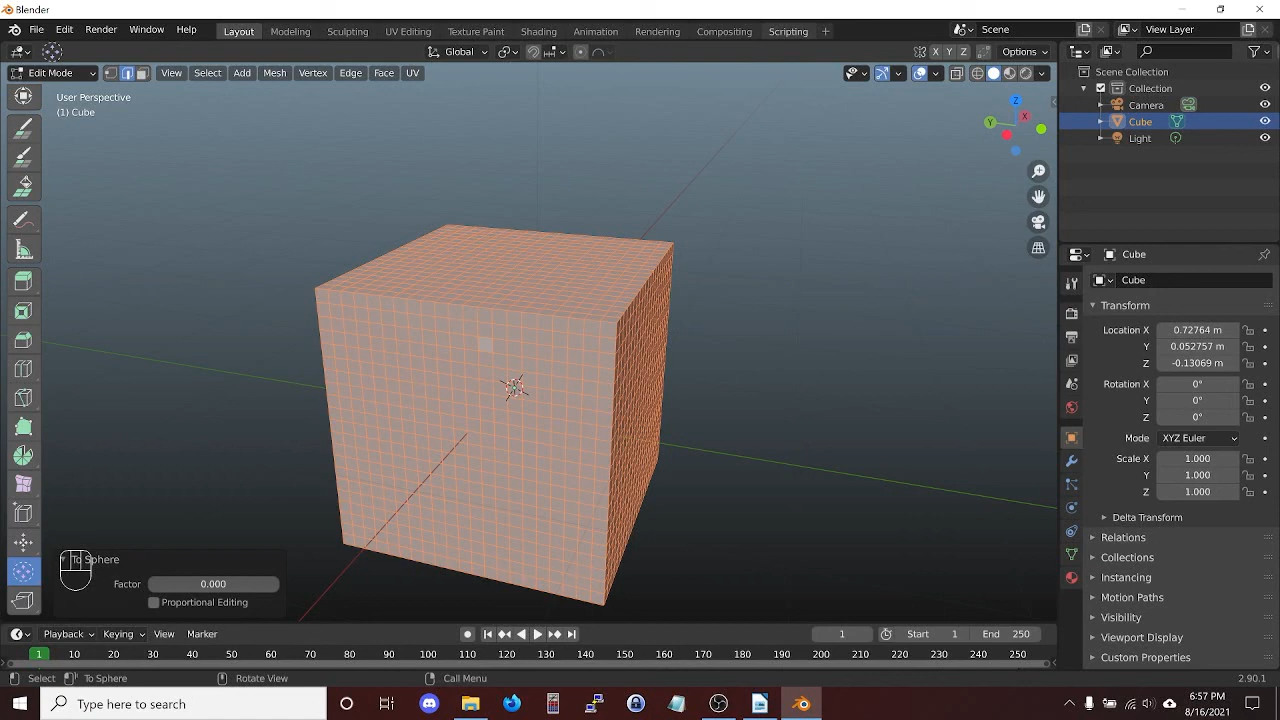 Blender
File Edit Render Window Help Layout Modeling Sculpting UV Editing Texture Paint Shading Animation Rendering Compositing Scripting + Scene View Layer
Global X Y Z Options
Edit Mode View Select Add Mesh Vertex Edge Face UV
User Perspective
(1) Cube
Z
Y
X
Scene Collection
Collection
Camera
Cube
Light
Cube
Cube
Transform
Location X 0.72764 m
Y 0.052757 m
Z -0.13069 m
Rotation X 0°
Y 0°
Z 0°
Mode XYZ Euler
Scale X 1.000
Y 1.000
Z 1.000
Delta Transform
Relations
Collections
Instancing
Motion Paths
Visibility
Viewport Display
Custom Properties
To Sphere
Factor 0.000
Proportional Editing
Playback Keying View Marker 1 Start 1 End 250
1 10 20 30 40 50 60 70 80 90 100 110 120 130 140 150 160 170 180 190 200 210 220 230 240 250
Select To Sphere Rotate View Call Menu 2.90.1
Type here to search
6:57 PM
8/16/2021